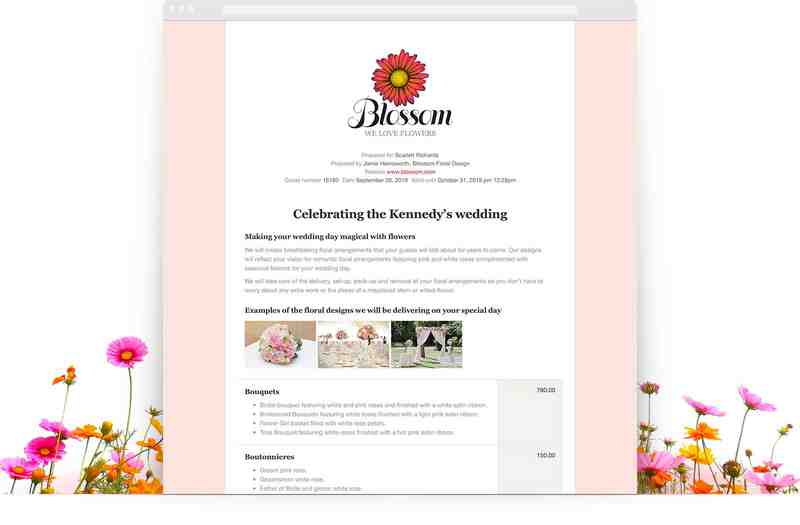 Blossom
WE LOVE FLOWERS
Prepared for Scarlett Richards
Prepared by Jamie Hemsworth, Blossom Floral Design
Website www.blossom.com
Quote number 15180 Date September 30, 2019 Valid until October 31, 2019 pm 12:28pm
Celebrating the Kennedy's wedding
Making your wedding day magical with flowers
We will create breathtaking floral arrangements that your guests will talk about for years to come. Our designs
will reflect your vision for romantic floral arrangements featuring pink and white roses complimented with
seasonal flowers for your wedding day.
We will take care of the delivery, set-up, pack-up and removal of your floral arrangements so you don't have to
worry about any extra work or the stress of a misplaced stem or wilted flower.
Examples of the floral designs we will be delivering on your special day
Bouquets
780.00
• Bridal bouquet featuring white and pink roses and finished with a white satin ribbon.
• Bridesmaid Bouquets featuring white roses finished with a light pink satin ribbon.
• Flower Girl basket filled with white rose petals.
• Toss Bouquet featuring white roses finished with a hot pink satin ribbon.
Boutonnieres
150.00
• Groom pink rose.
• Groomsmen white rose.
• Father of Bride and groom white rose.